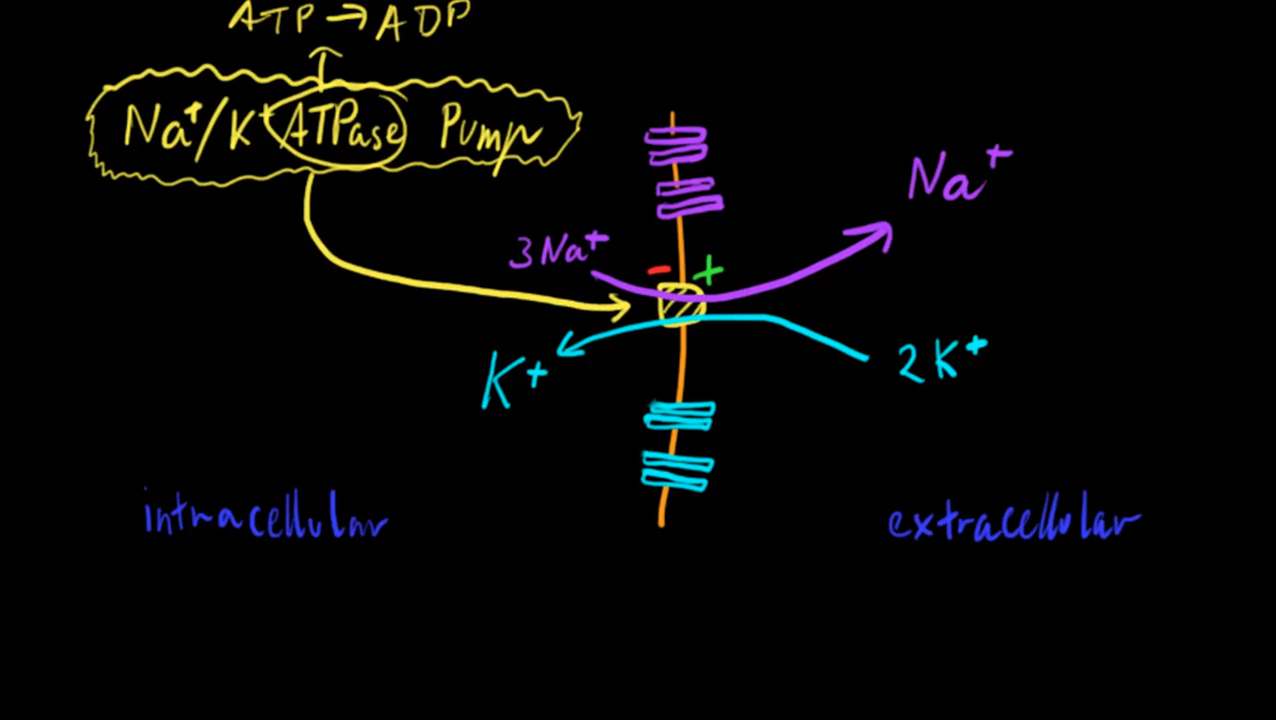 ATP → ADP
Na⁺/K⁺ ATPase Pump
Na⁺
3Na⁺
- +
K⁺
2K⁺
intracellular
extracellular